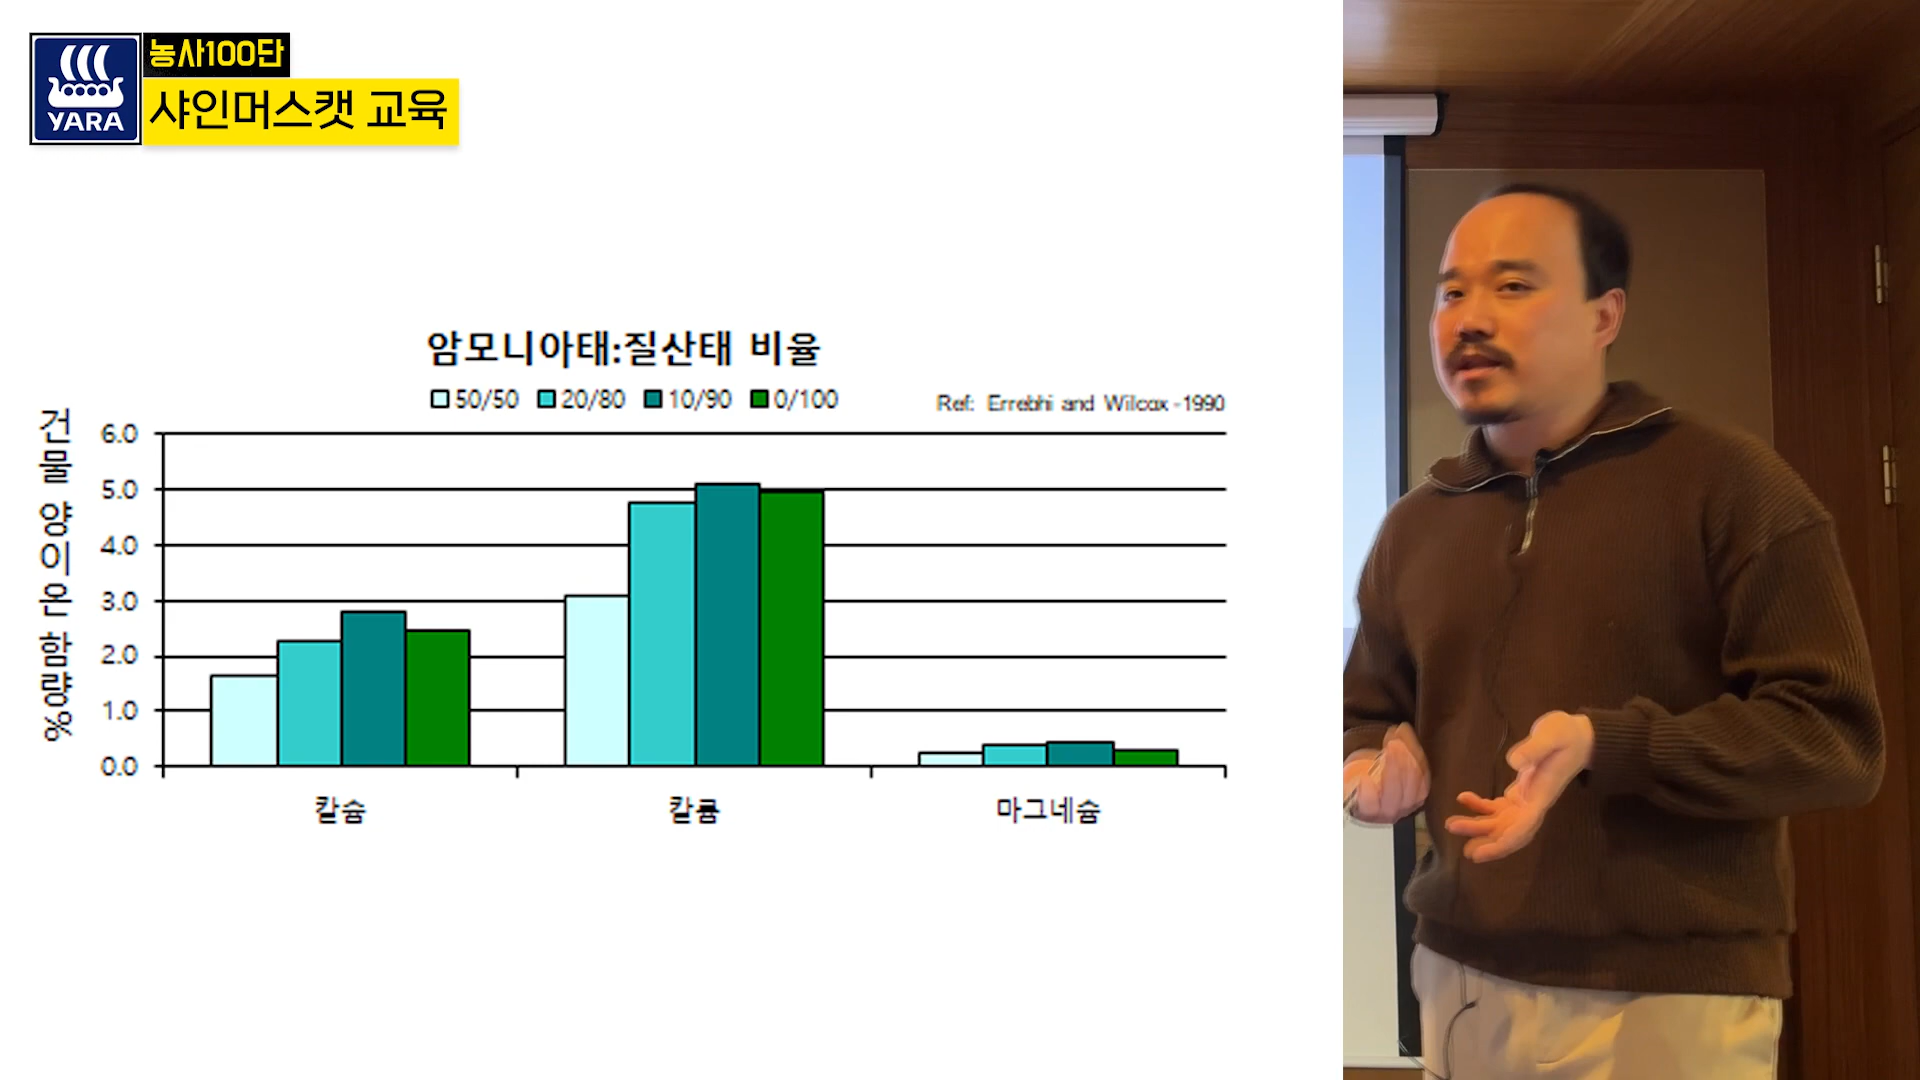 농사100단
YARA
샤인머스캣 교육
암모니아태:질산태 비율
50/50 20/80 10/90 0/100
Ref: Errebhi and Wilcox - 1990
건물 양이온 함량%
6.0
5.0
4.0
3.0
2.0
1.0
0.0
칼슘 칼륨 마그네슘